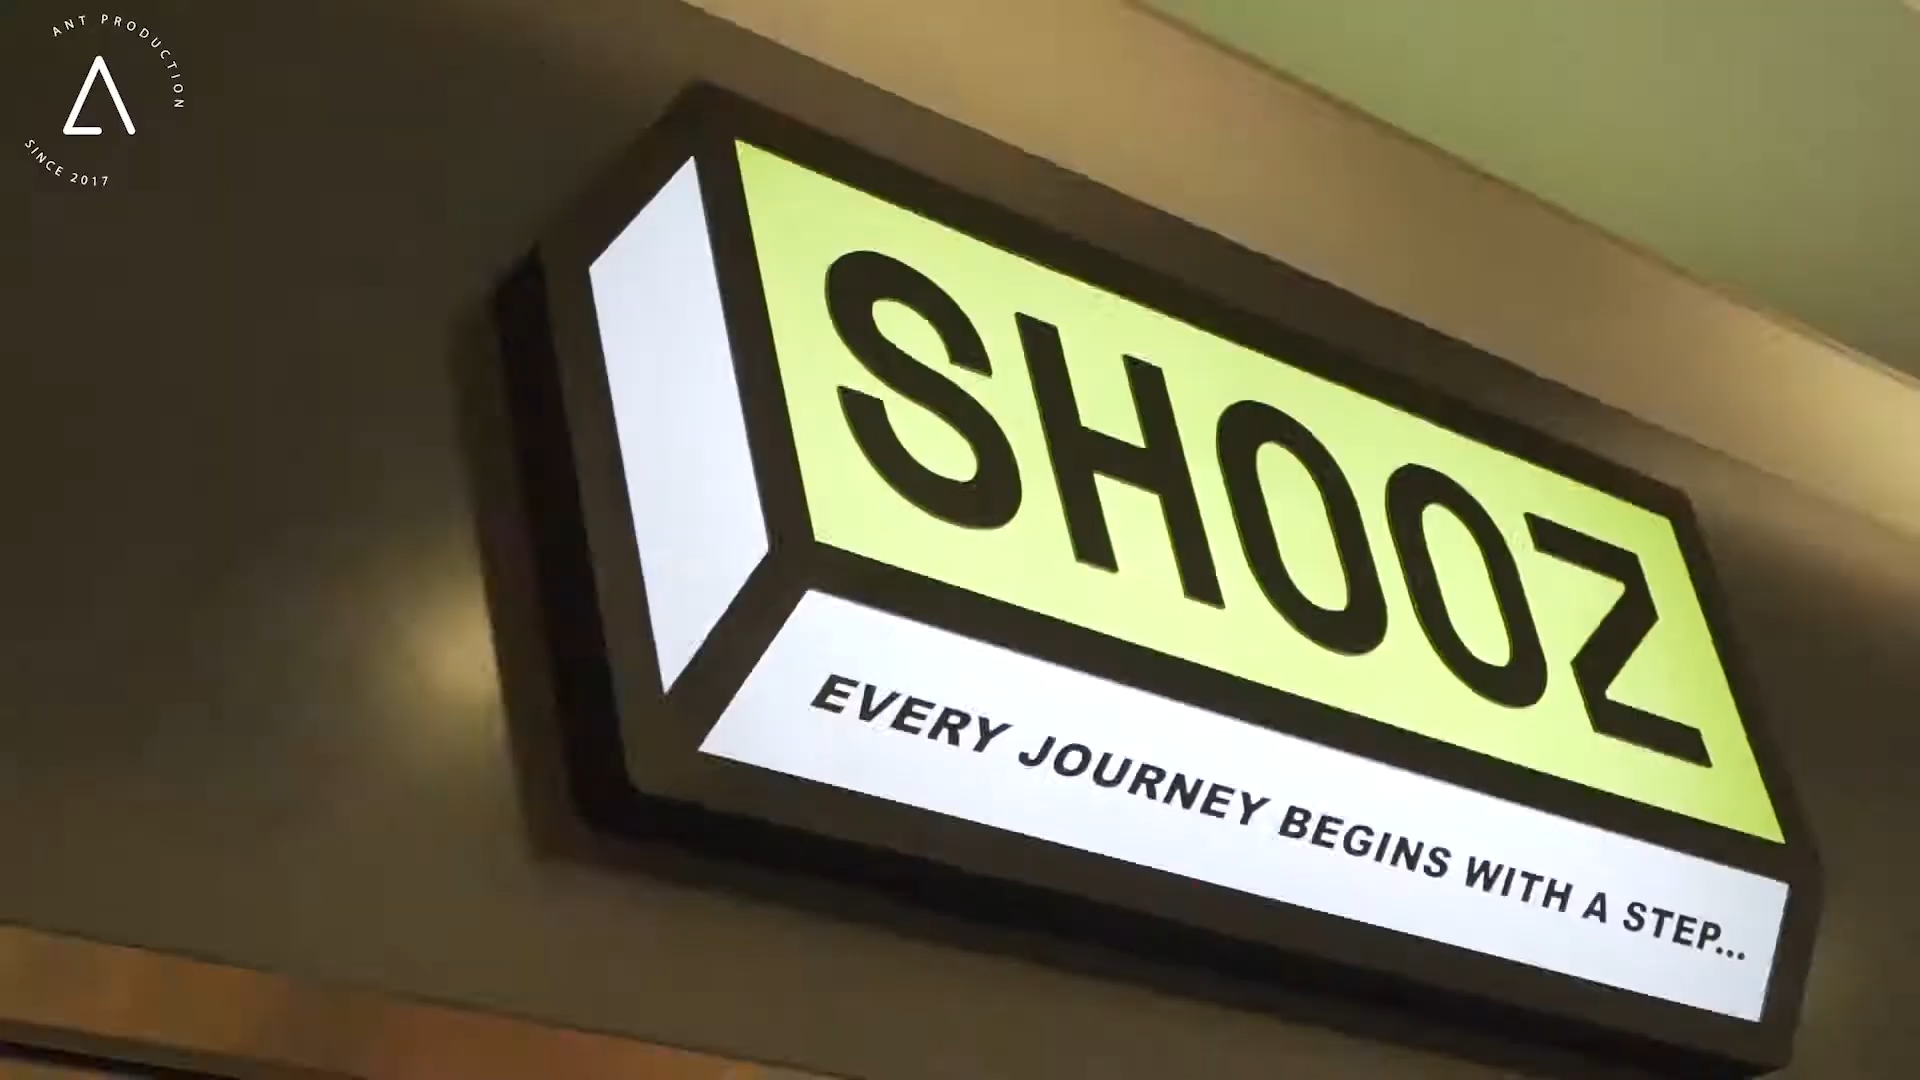 ANT PRODUCTION
SINCE 2017
SHOOZ
EVERY JOURNEY BEGINS WITH A STEP...